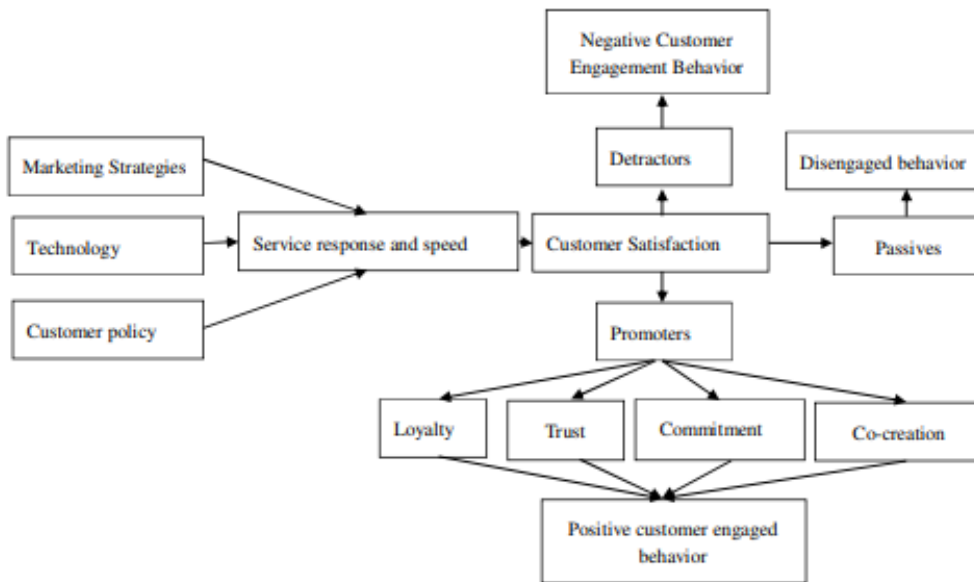 Negative Customer
Engagement Behavior
Marketing Strategies
Detractors
Disengaged behavior
Technology
Service response and speed
Customer Satisfaction
Passives
Customer policy
Promoters
Loyalty
Trust
Commitment
Co-creation
Positive customer engaged
behavior